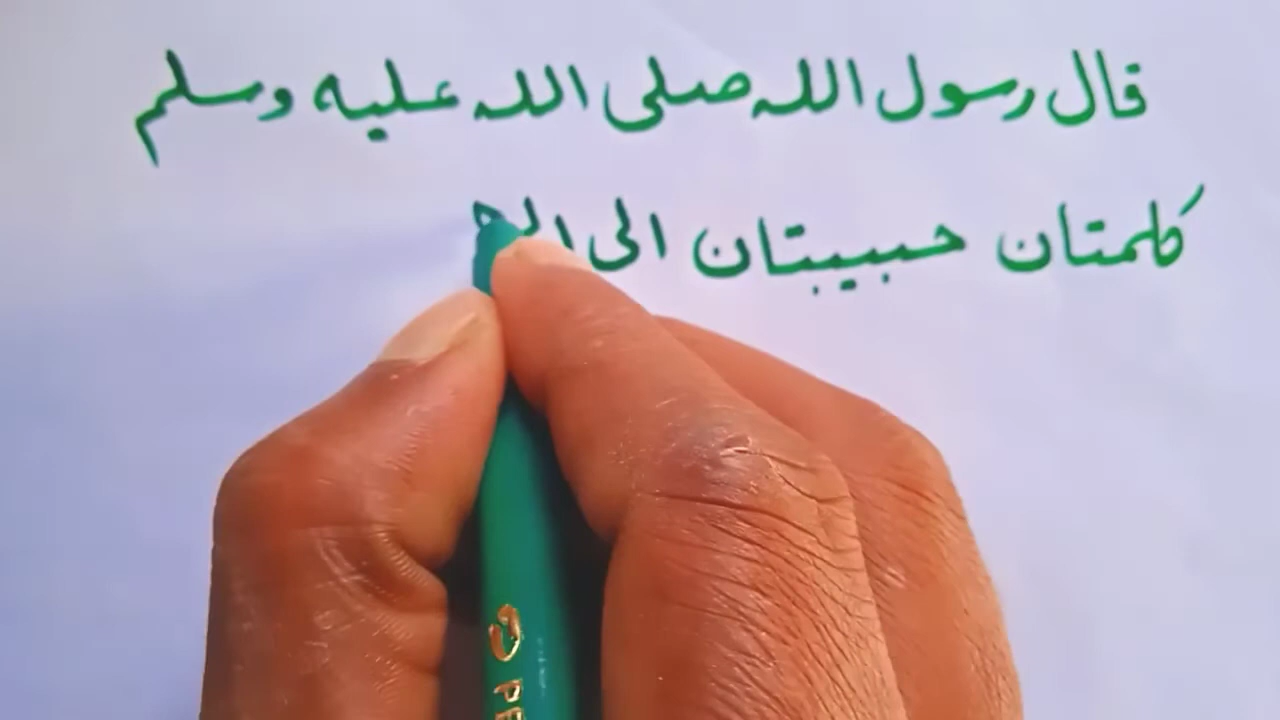 قال رسول الله صلى الله عليه وسلم
كلمتان حبيبتان الى